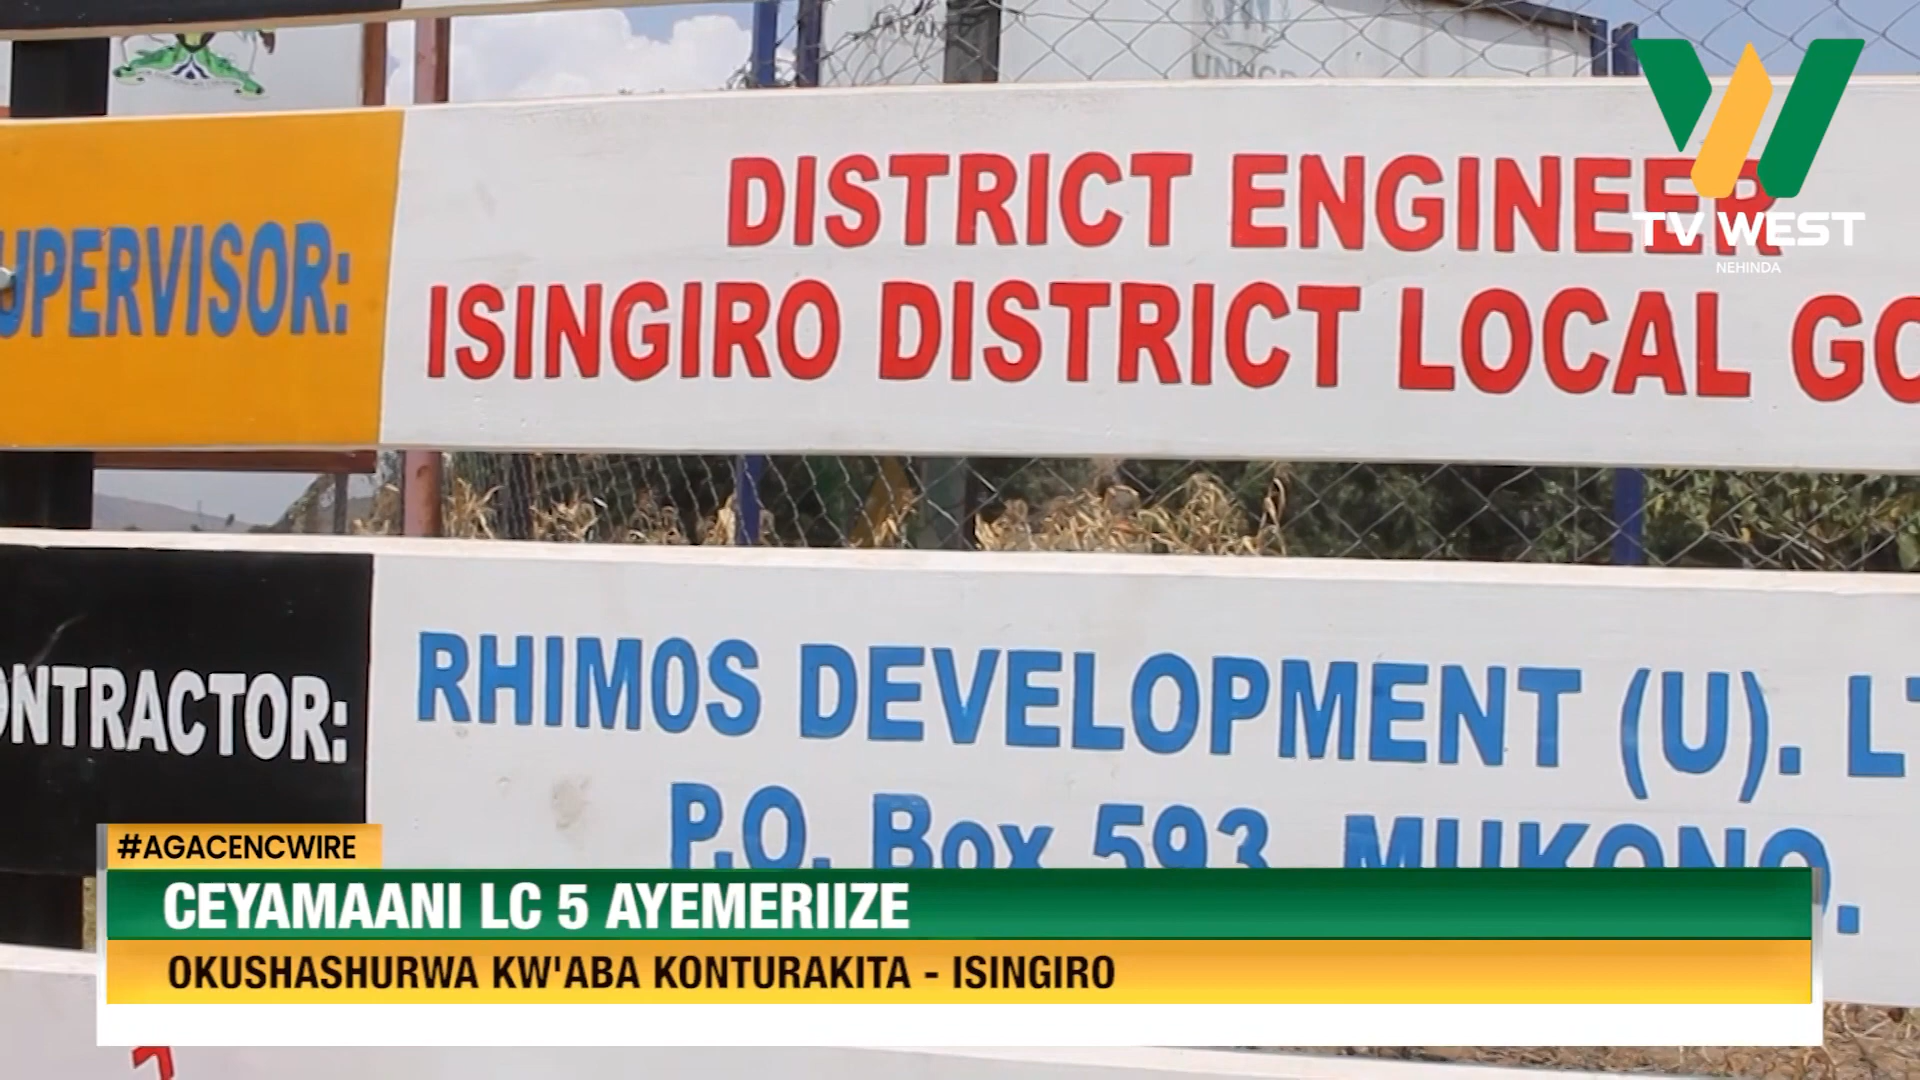 TV WEST
NEHINDA
UPERVISOR:
DISTRICT ENGINEER
ISINGIRO DISTRICT LOCAL GO
ONTRACTOR:
RHIMOS DEVELOPMENT (U). LT
P.O. Box 593, MUKONO.
#AGACENCWIRE
CEYAMAANI LC 5 AYEMERIIZE
OKUSHASHURWA KW'ABA KONTURAKITA - ISINGIRO